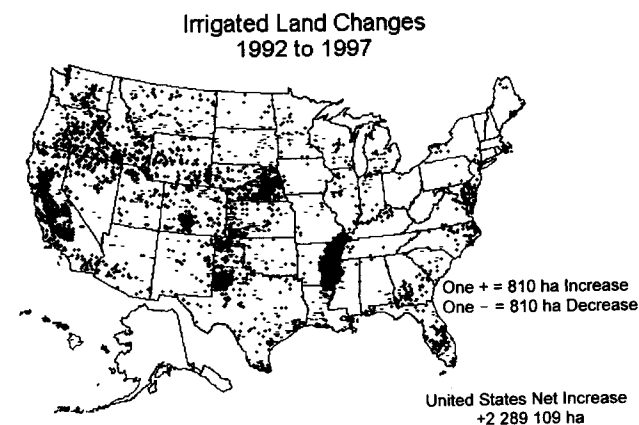 Irrigated Land Changes
1992 to 1997
One + = 810 ha Increase
One - = 810 ha Decrease
United States Net Increase
+2 289 109 ha